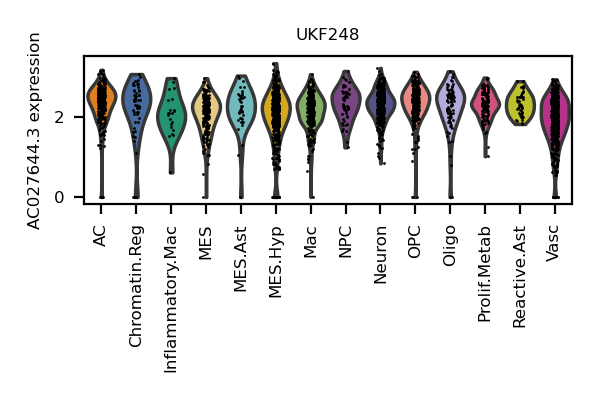 UKF248
AC027644.3 expression
2
0
AC
Chromatin.Reg
Inflammatory.Mac
MES
MES.Ast
MES.Hyp
Mac
NPC
Neuron
OPC
Oligo
Prolif.Metab
Reactive.Ast
Vasc